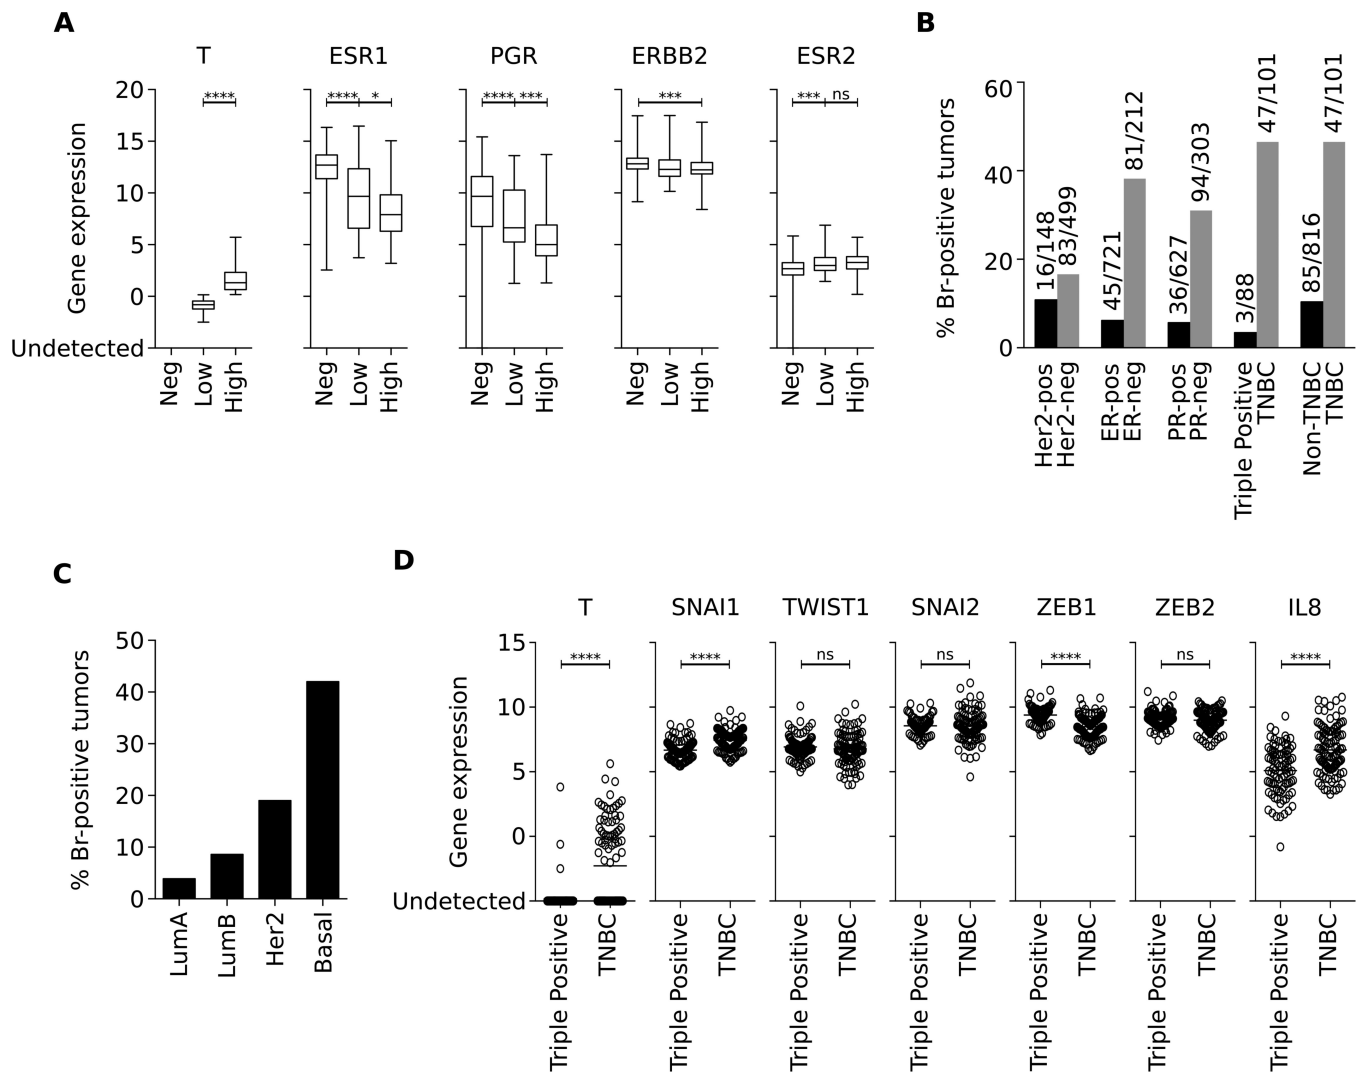 A
T ESR1 PGR ERBB2 ESR2
Gene expression
20
15
10
5
0
Undetected
****
**** *
**** ***
***
*** ns
Neg Low High
Neg Low High
Neg Low High
Neg Low High
Neg Low High
B
% Br-positive tumors
60
40
20
0
16/148 83/499
45/721 81/212
36/627 94/303
3/88 47/101
85/816 47/101
Her2-pos Her2-neg
ER-pos ER-neg
PR-pos PR-neg
Triple Positive TNBC
Non-TNBC TNBC
C
% Br-positive tumors
50
40
30
20
10
0
LumA LumB Her2 Basal
D
T SNAI1 TWIST1 SNAI2 ZEB1 ZEB2 IL8
Gene expression
15
10
5
0
Undetected
**** **** ns ns **** ns ****
Triple Positive TNBC
Triple Positive TNBC
Triple Positive TNBC
Triple Positive TNBC
Triple Positive TNBC
Triple Positive TNBC
Triple Positive TNBC